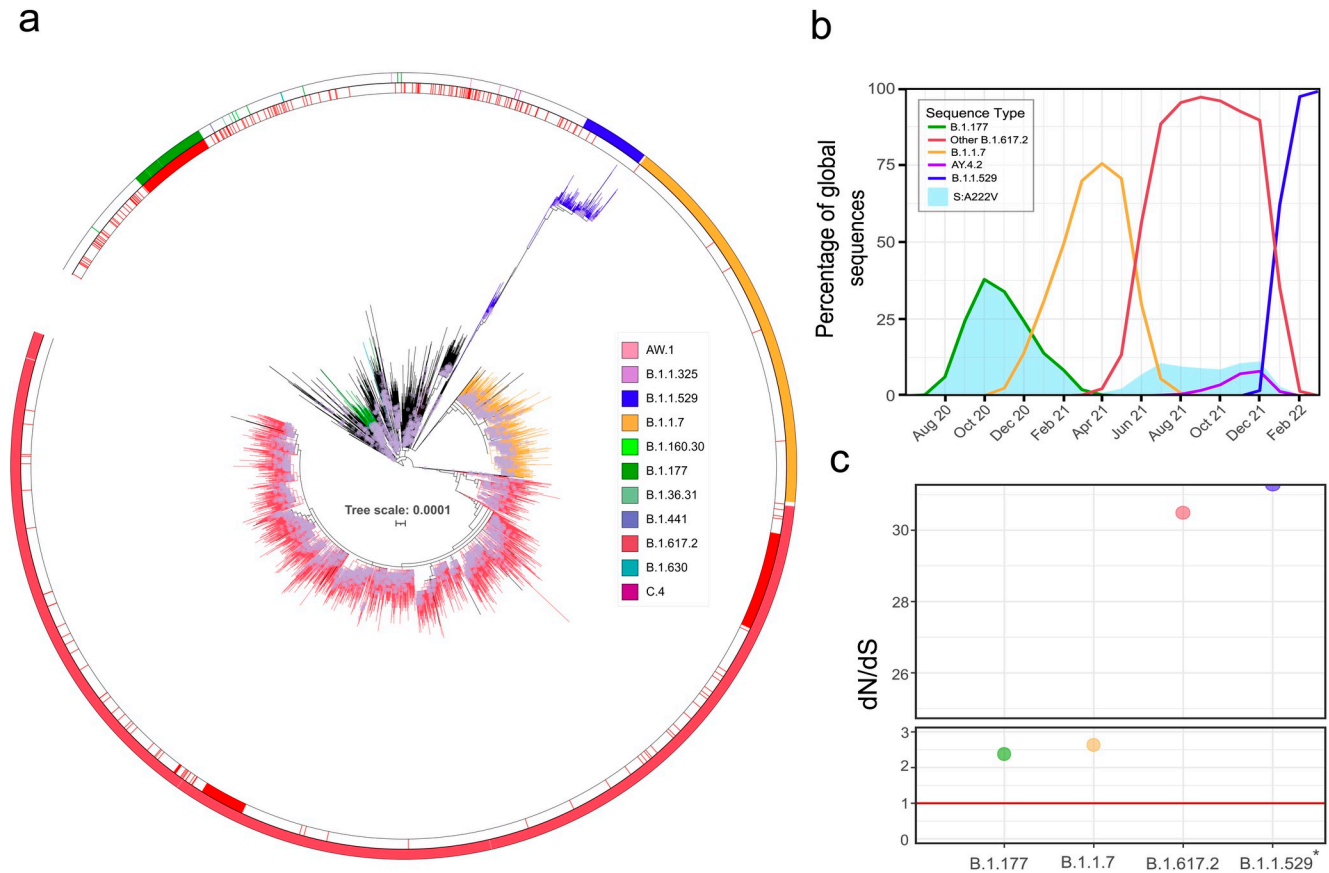 a
AW.1
B.1.1.325
B.1.1.529
B.1.1.7
B.1.160.30
B.1.177
B.1.36.31
B.1.441
B.1.617.2
B.1.630
C.4
Tree scale: 0.0001
b
Percentage of global
sequences
100
75
50
25
0
Sequence Type
B.1.177
Other B.1.617.2
B.1.1.7
AY.4.2
B.1.1.529
S:A222V
Aug 20
Oct 20
Dec 20
Feb 21
Apr 21
Jun 21
Aug 21
Oct 21
Dec 21
Feb 22
c
dN/dS
30
28
26
3
2
1
0
B.1.177
B.1.1.7
B.1.617.2
B.1.1.529*